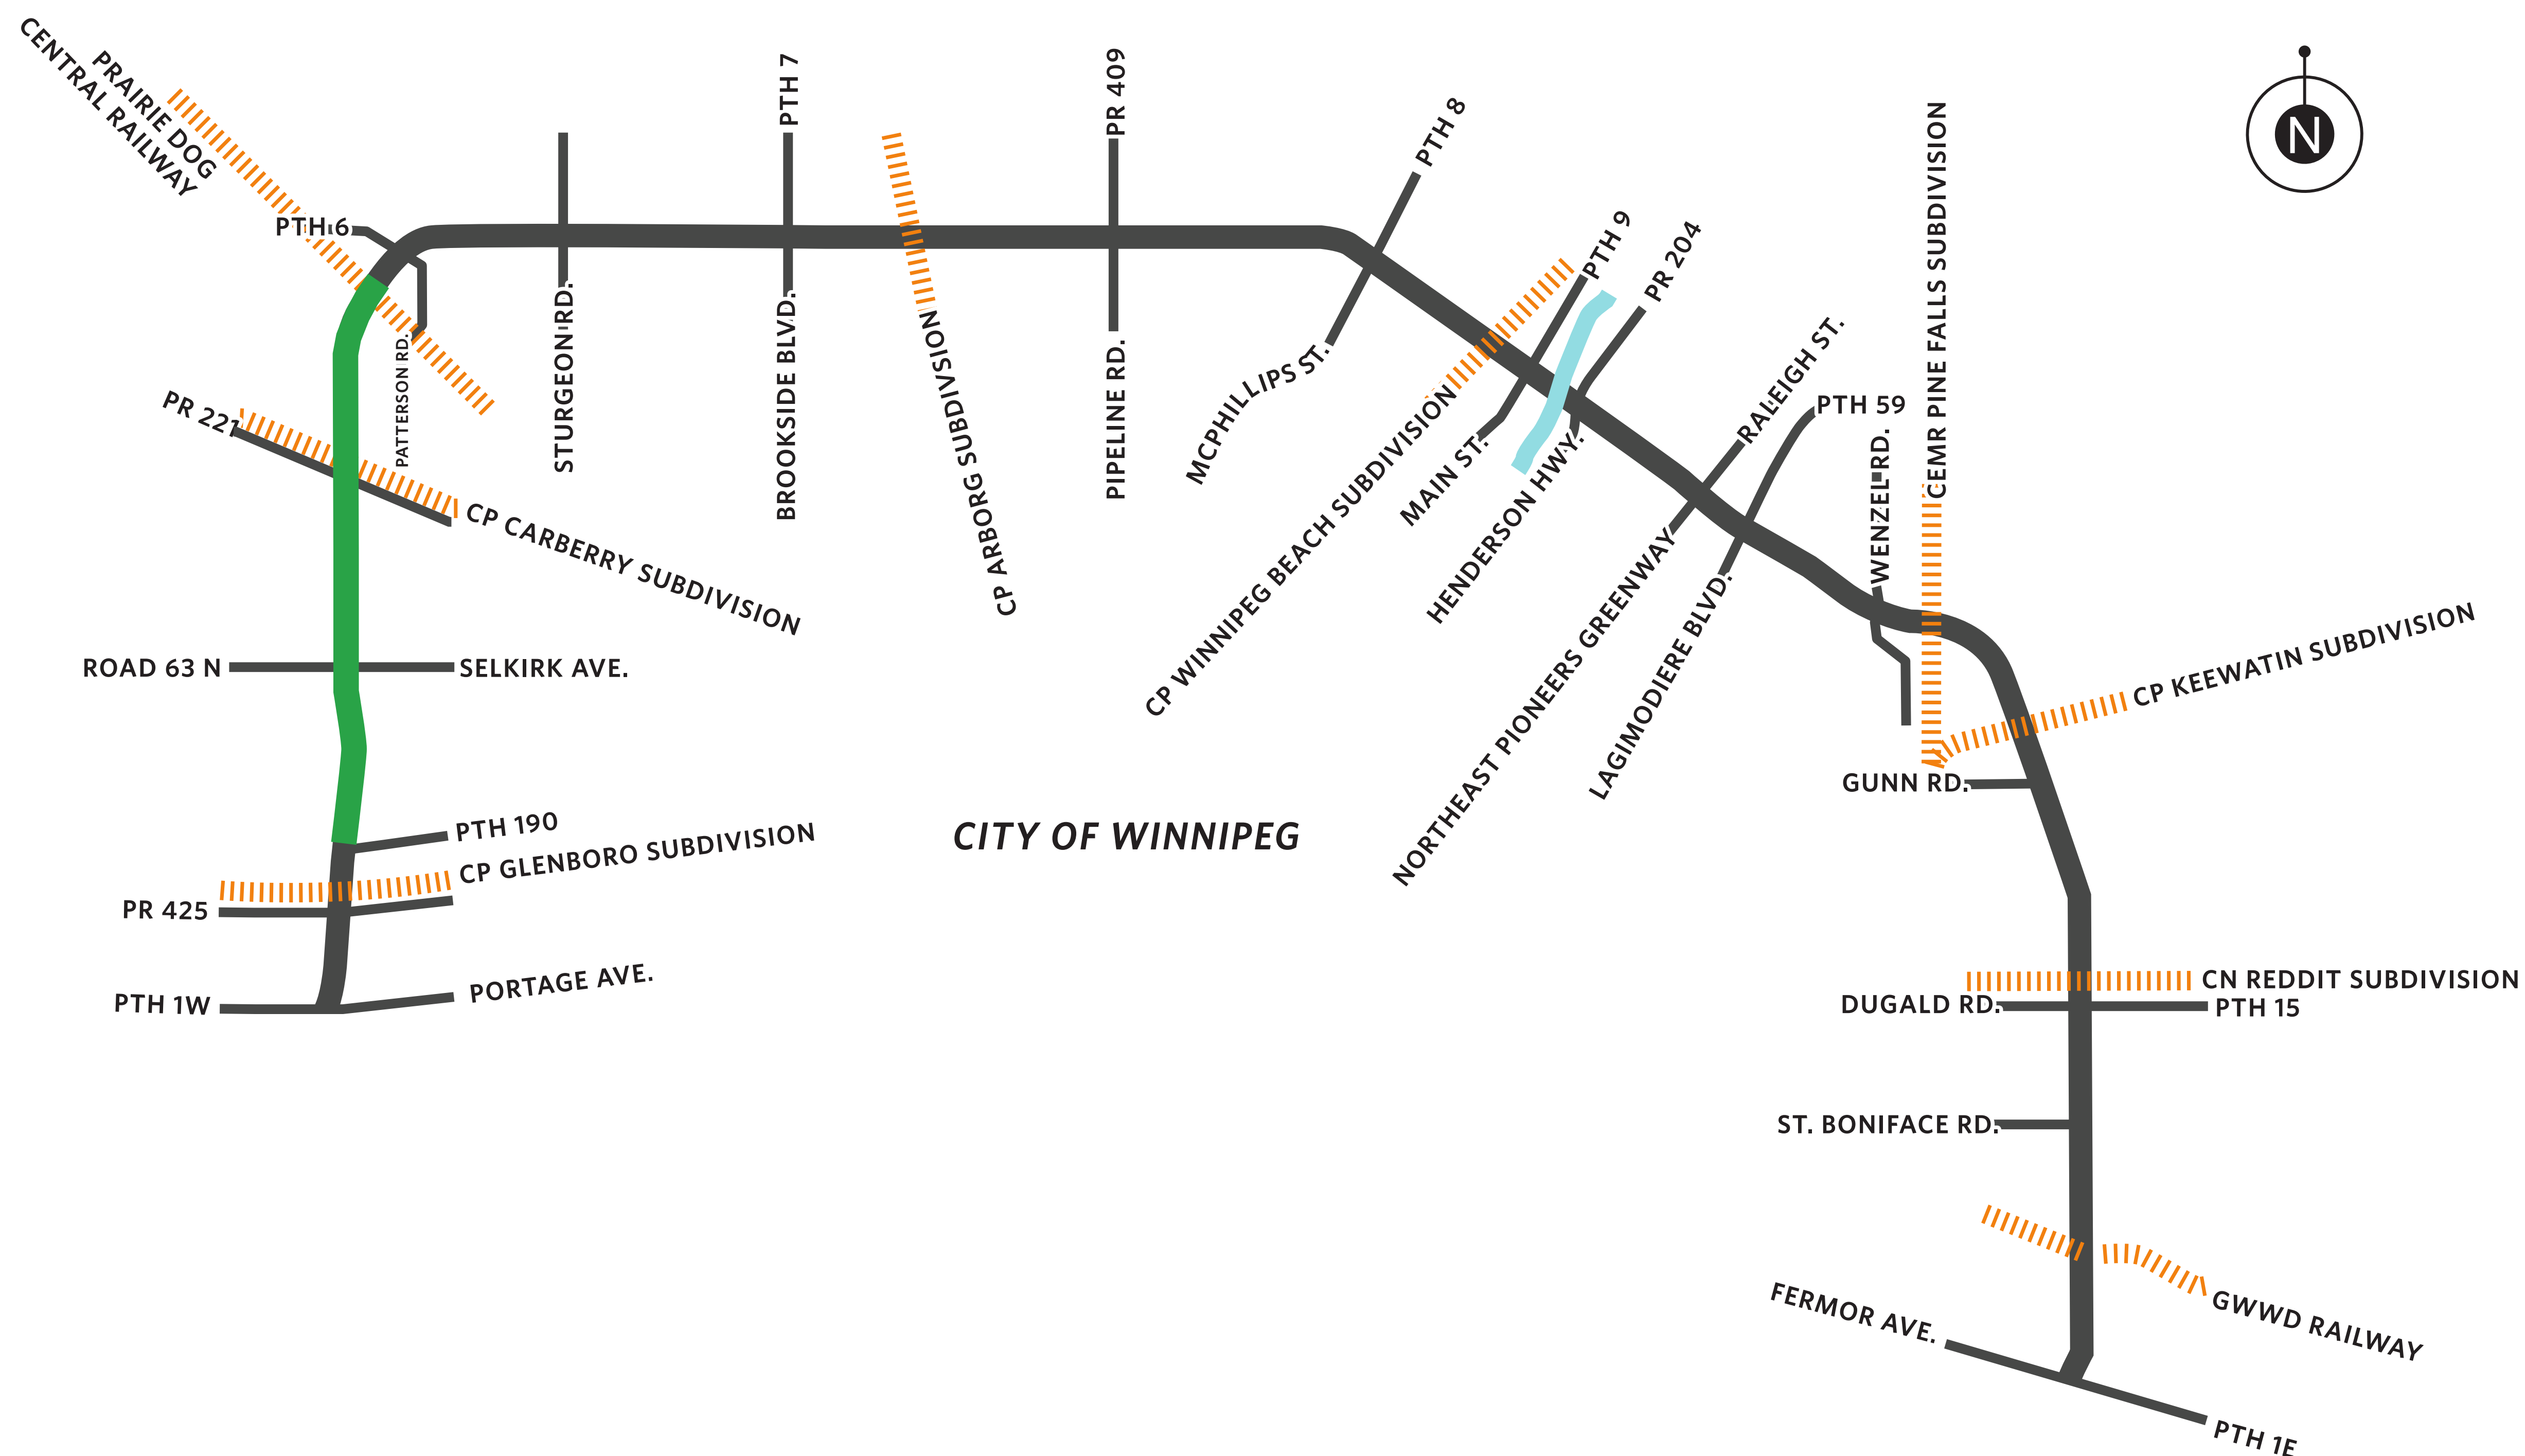 CENTRAL RAILWAY
PRAIRIE DOG
PTH 6
PTH 7
PR 409
PTH 8
PTH 9
PR 204
CEMR PINE FALLS SUBDIVISION
N
PR 221
PATTERSON RD.
STURGEON RD.
BROOKSIDE BLVD.
CP ARBORG SUBDIVISION
PIPELINE RD.
MCPHILLIPS ST.
CP WINNIPEG BEACH SUBDIVISION
MAIN ST.
HENDERSON HWY.
NORTHEAST PIONEERS GREENWAY
RALEIGH ST.
LAGIMODIERE BLVD.
PTH 59
WENZEL RD.
CP CARBERRY SUBDIVISION
ROAD 63 N
SELKIRK AVE.
CP KEEWATIN SUBDIVISION
GUNN RD.
PTH 190
CP GLENBORO SUBDIVISION
CITY OF WINNIPEG
PR 425
PTH 1W
PORTAGE AVE.
CN REDDIT SUBDIVISION
DUGALD RD.
PTH 15
ST. BONIFACE RD.
GWWD RAILWAY
FERMOR AVE.
PTH 1E